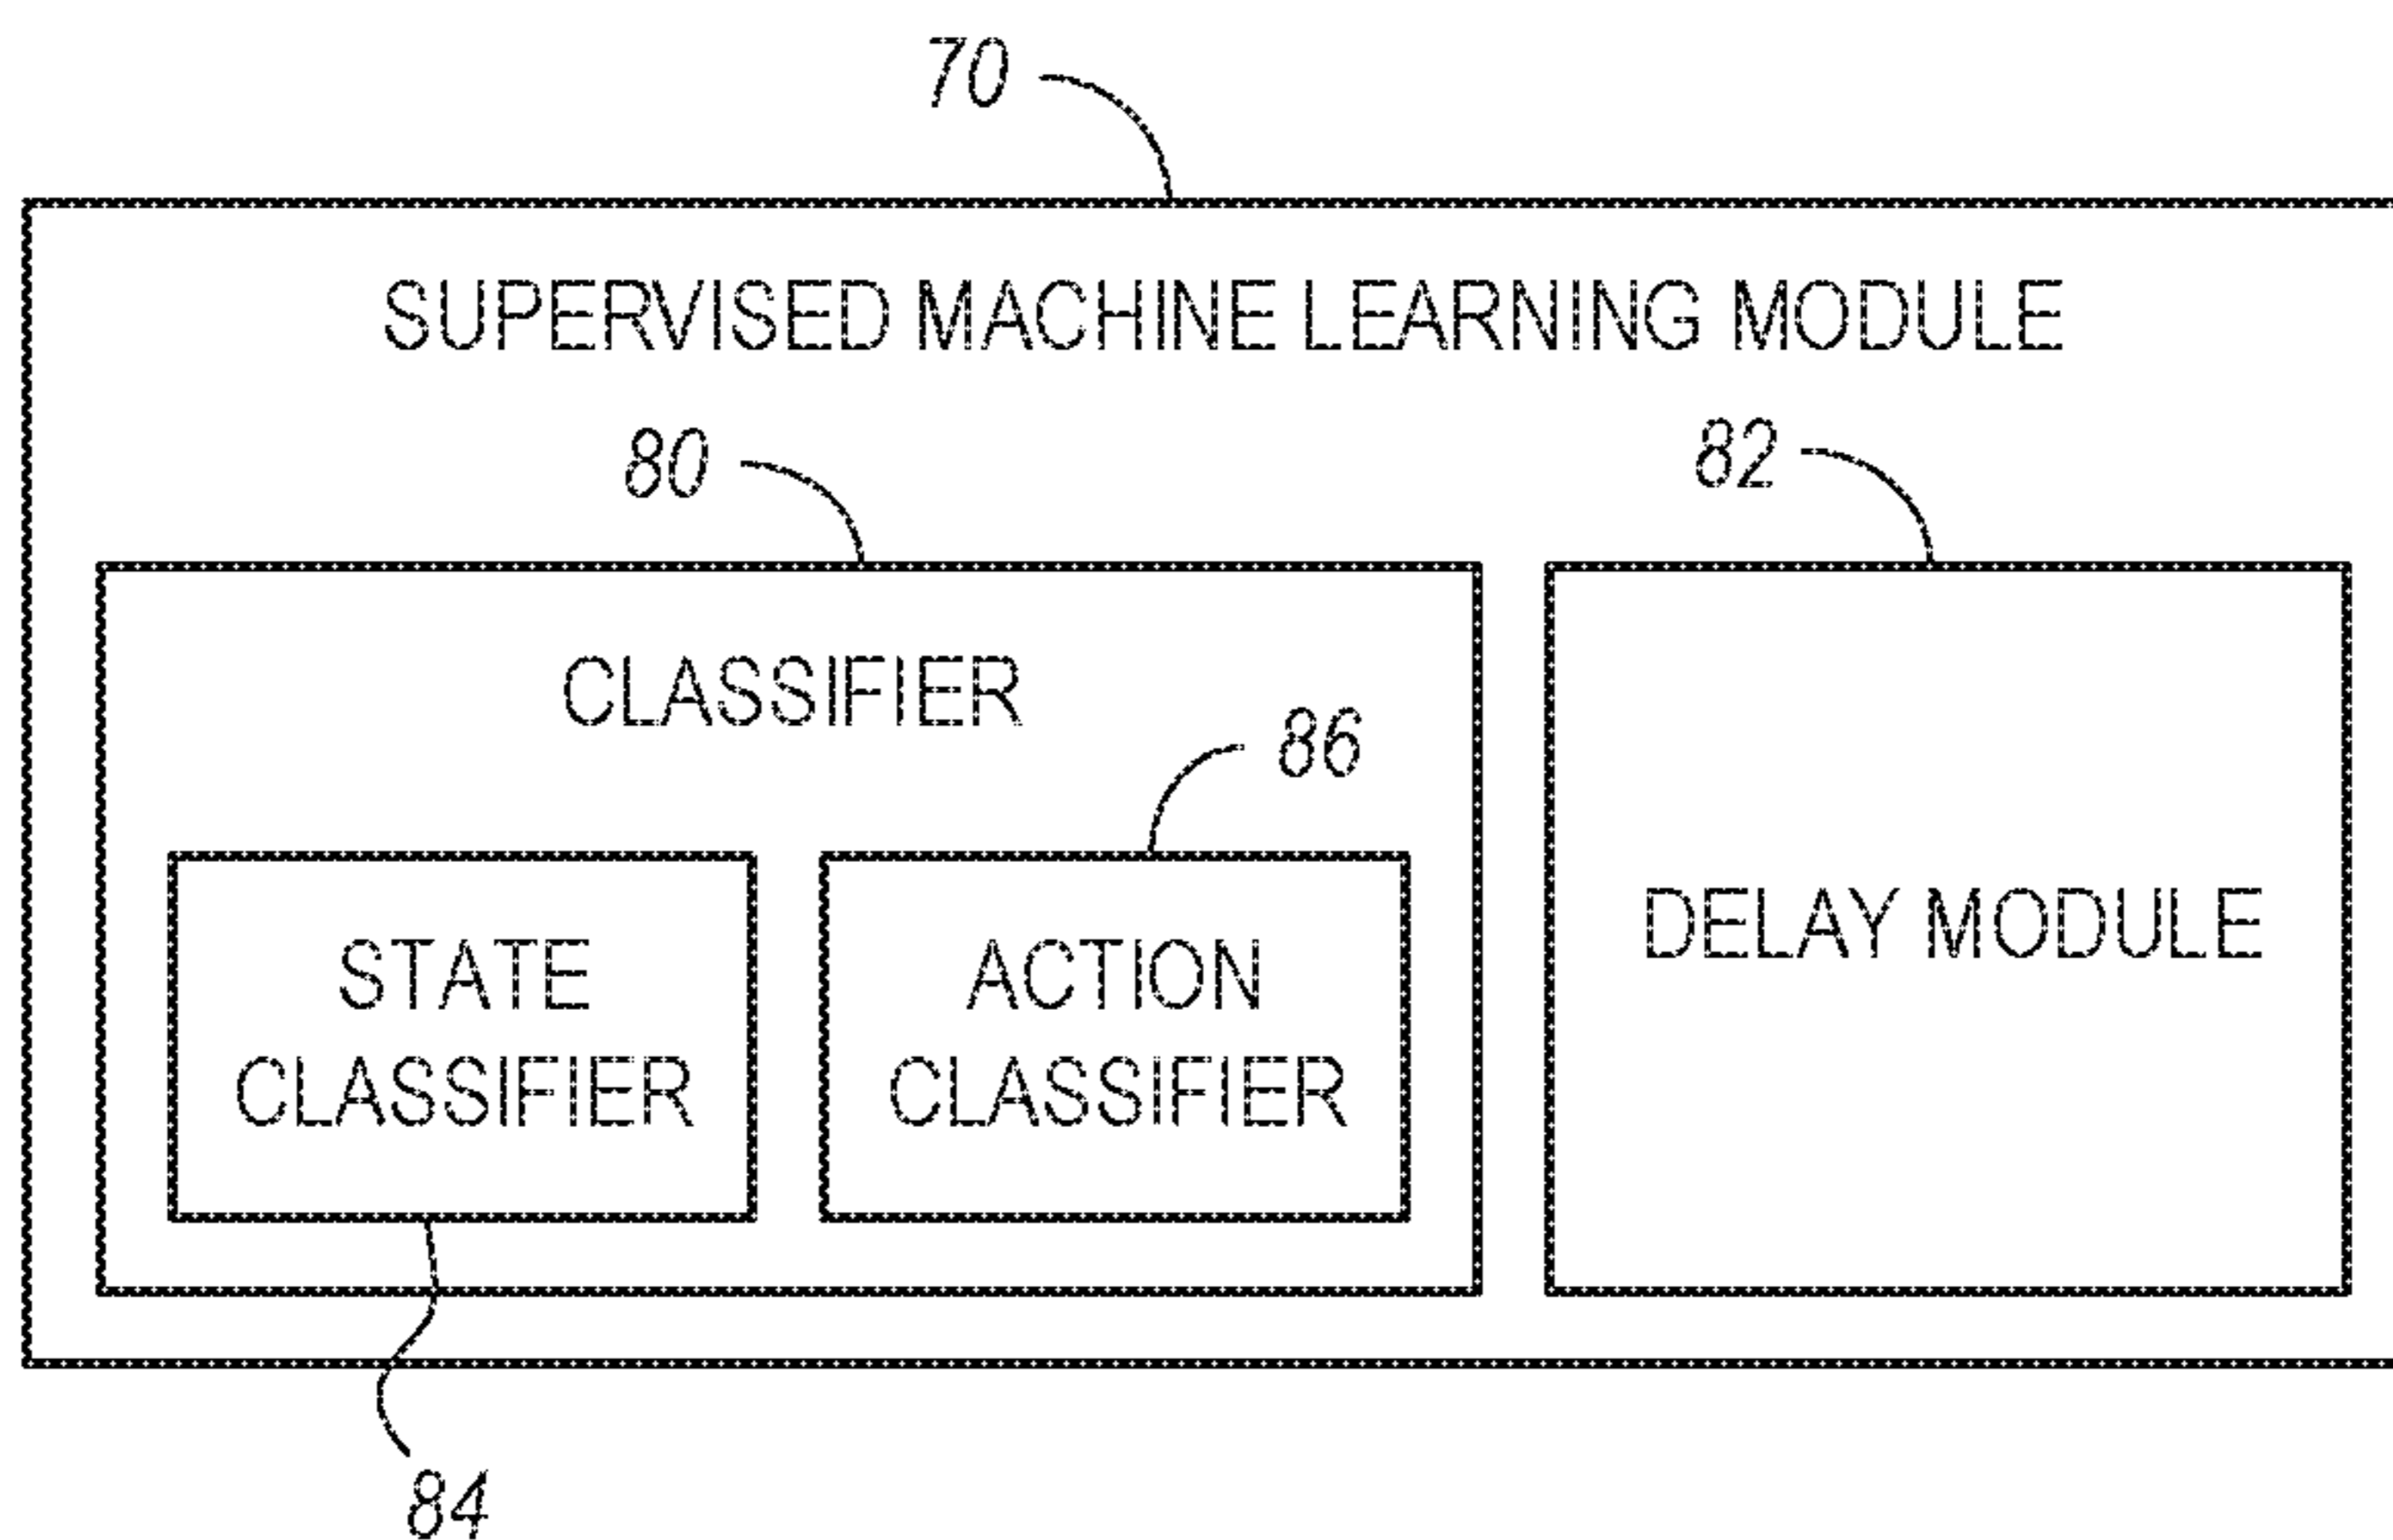 70
SUPERVISED MACHINE LEARNING MODULE
80
82
CLASSIFIER
86
STATE
CLASSIFIER
ACTION
CLASSIFIER
DELAY MODULE
84